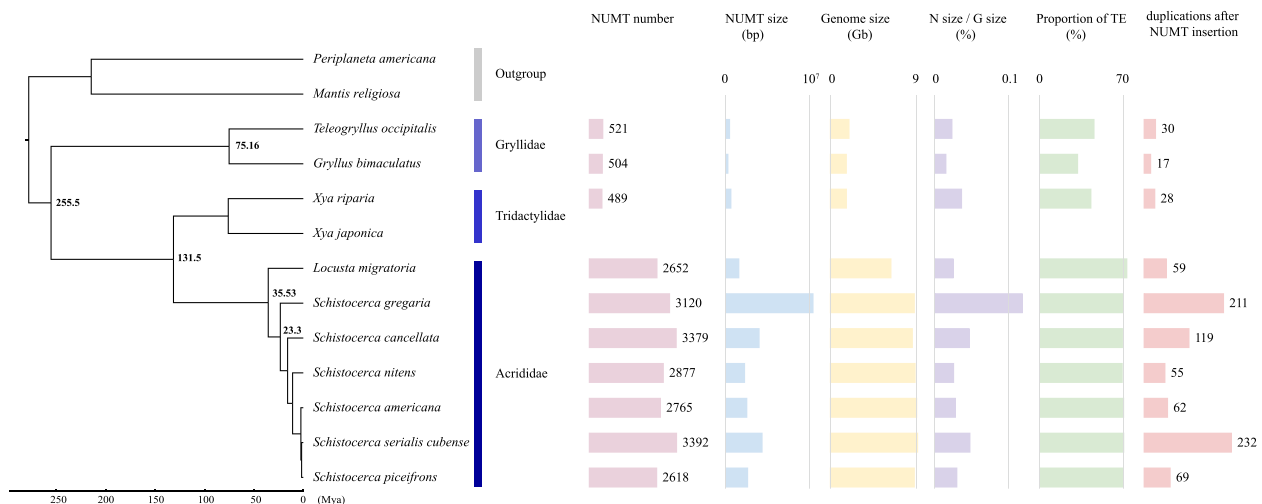 NUMT number
NUMT size
(bp)
Genome size
(Gb)
N size / G size
(%)
Proportion of TE
(%)
duplications after
NUMT insertion
0 10⁷
0 9
0 0.1
0 70
Periplaneta americana
Mantis religiosa
Outgroup
Teleogryllus occipitalis 521 30
75.16
Gryllidae
Gryllus bimaculatus 504 17
Xya riparia 489 28
255.5
Tridactylidae
Xya japonica
131.5
Locusta migratoria 2652 59
35.53
Schistocerca gregaria 3120 211
23.3
Schistocerca cancellata 3379 119
Schistocerca nitens 2877 55
Acrididae
Schistocerca americana 2765 62
Schistocerca serialis cubense 3392 232
Schistocerca piceifrons 2618 69
250 200 100 50 0 (Mya)